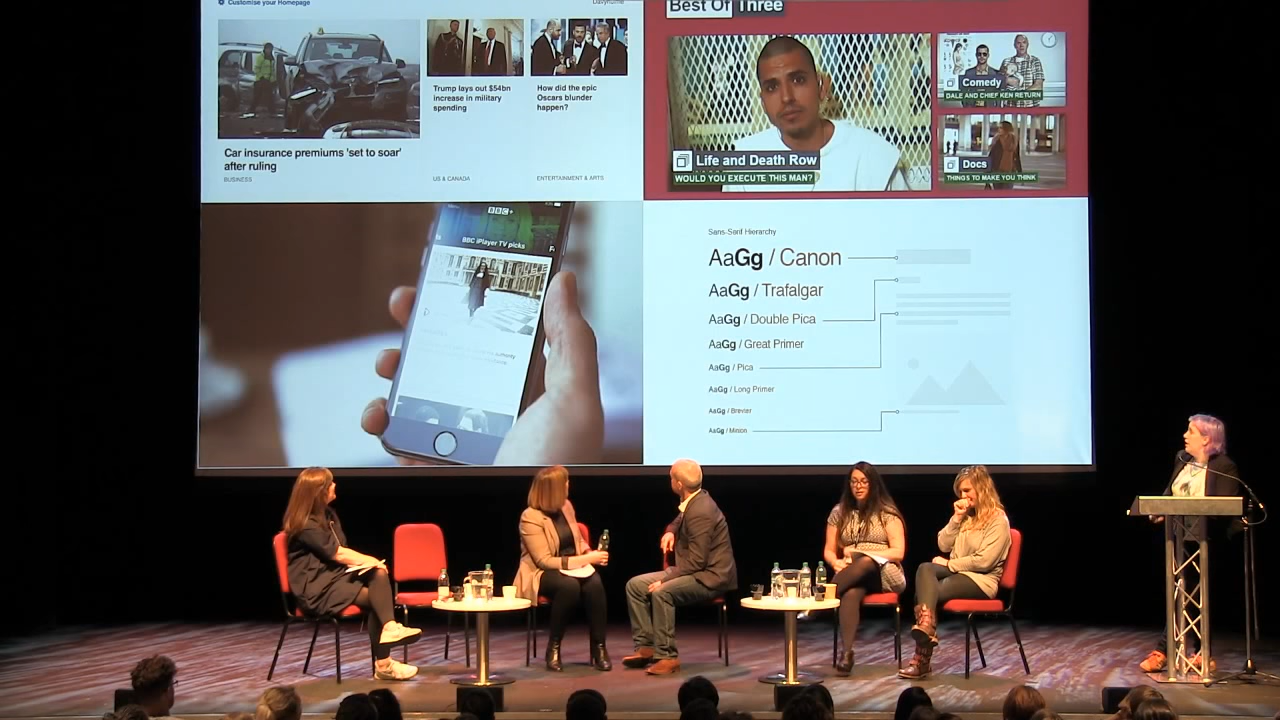 Customise your Homepage
Davyhulme
Car insurance premiums 'set to soar'
after ruling
BUSINESS
Trump lays out $54bn
increase in military
spending
US & CANADA
How did the epic
Oscars blunder
happen?
ENTERTAINMENT & ARTS
Best Of Three
Life and Death Row
WOULD YOU EXECUTE THIS MAN?
Comedy
DALE AND CHIEF KEN RETURN
Docs
THINGS TO MAKE YOU THINK
BBC+
BBC iPlayer TV picks
authority
Sans-Serif Hierarchy
AaGg / Canon
AaGg / Trafalgar
AaGg / Double Pica
AaGg / Great Primer
AaGg / Pica
AaGg / Long Primer
AaGg / Brevier
AaGg / Minion